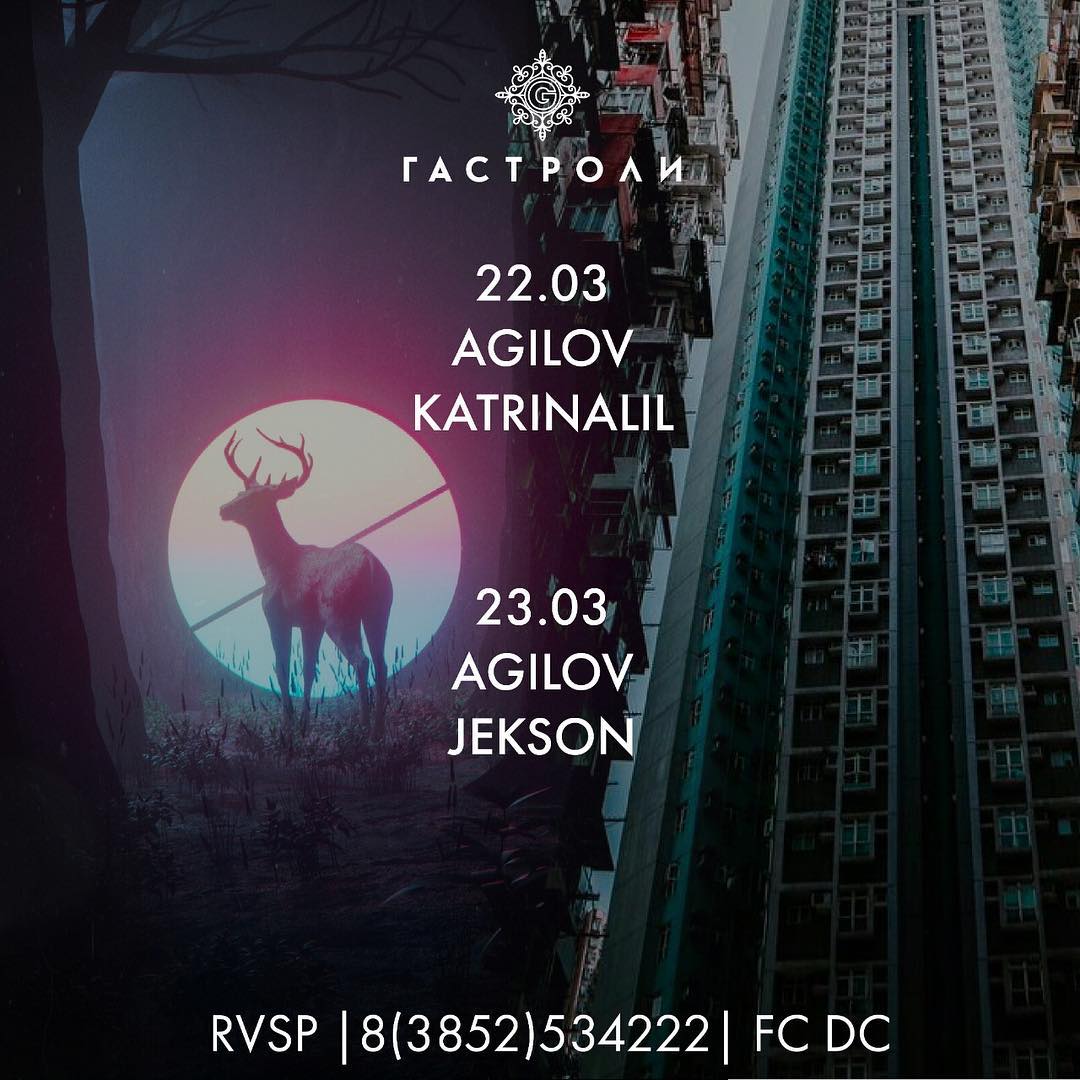 G
ГАСТРОЛИ
22.03
AGILOV
KATRINALIL
23.03
AGILOV
JEKSON
RVSP |8(3852)534222| FC DC